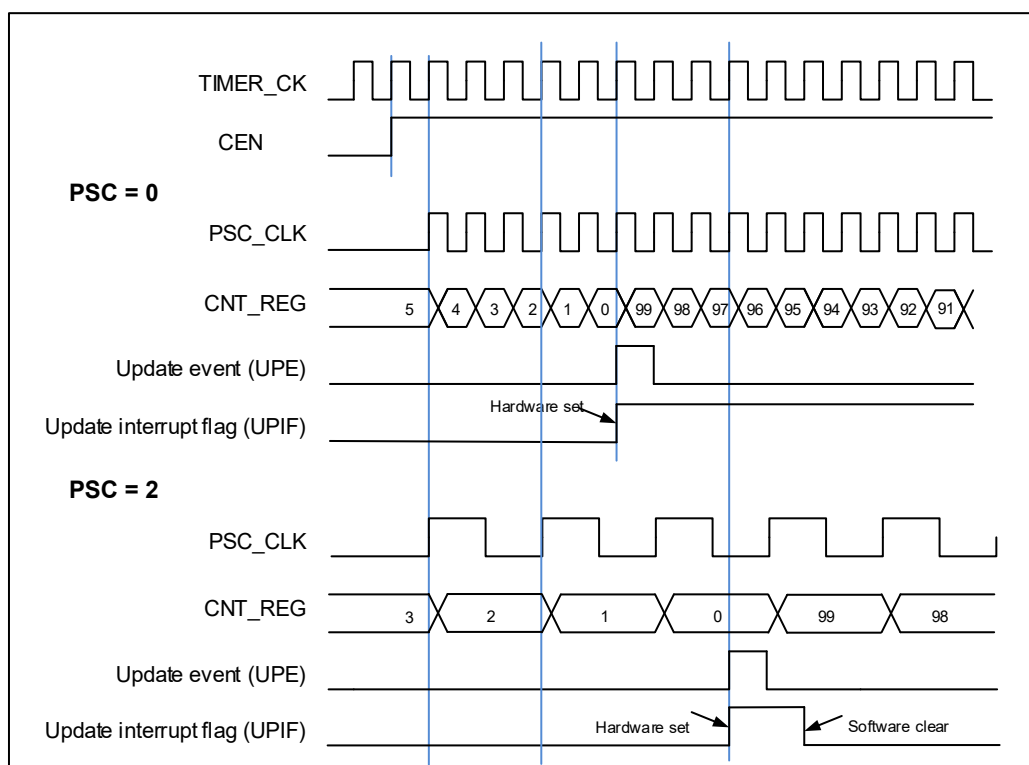 TIMER_CK
CEN
PSC = 0
PSC_CLK
CNT_REG 5 4 3 2 1 0 99 98 97 96 95 94 93 92 91
Update event (UPE)
Hardware set
Update interrupt flag (UPIF)
PSC = 2
PSC_CLK
CNT_REG 3 2 1 0 99 98
Update event (UPE)
Update interrupt flag (UPIF) Hardware set Software clear